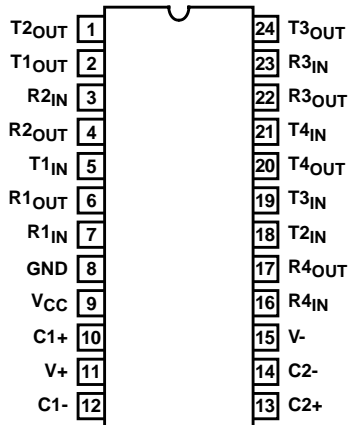 T2OUT 1 24 T3OUT
T1OUT 2 23 R3IN
R2IN 3 22 R3OUT
R2OUT 4 21 T4IN
T1IN 5 20 T4OUT
R1OUT 6 19 T3IN
R1IN 7 18 T2IN
GND 8 17 R4OUT
VCC 9 16 R4IN
C1+ 10 15 V-
V+ 11 14 C2-
C1- 12 13 C2+